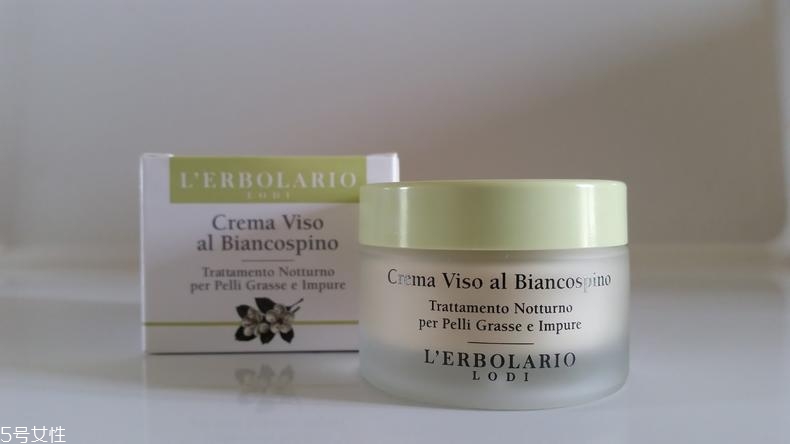 L'ERBOLARIO
LODI
Crema Viso
al Biancospino
Trattamento Notturno
per Pelli Grasse e Impure
Crema Viso al Biancospino
Trattamento Notturno
per Pelli Grasse e Impure
L'ERBOLARIO
LODI
5号女性